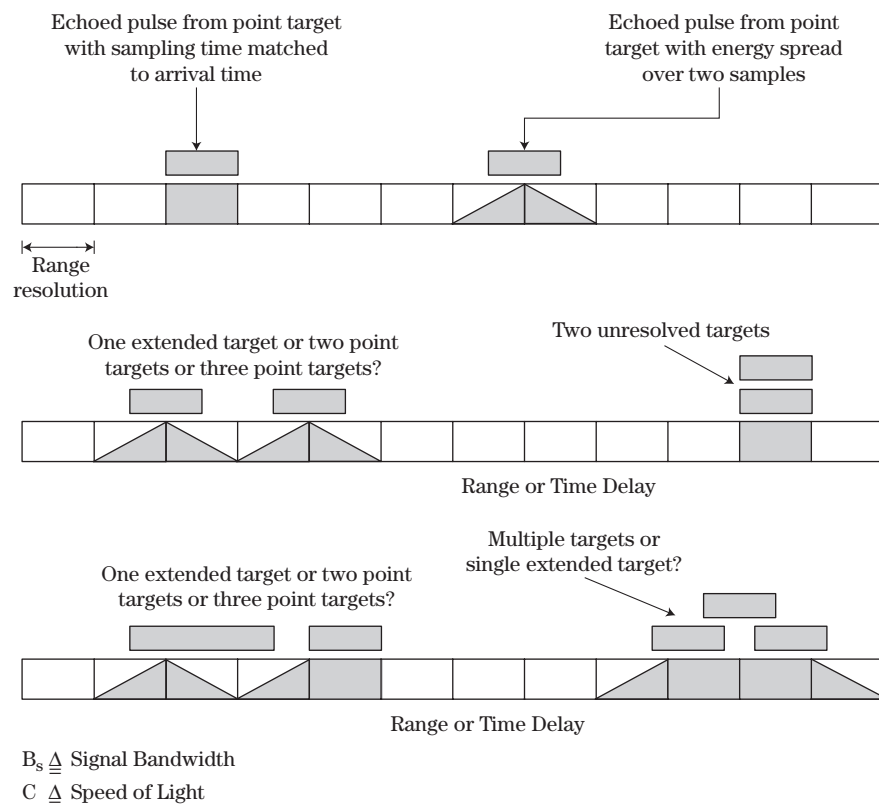 Echoed pulse from point target
with sampling time matched
to arrival time
Echoed pulse from point
target with energy spread
over two samples
Range
resolution
One extended target or two point
targets or three point targets?
Two unresolved targets
Range or Time Delay
One extended target or two point
targets or three point targets?
Multiple targets or
single extended target?
Range or Time Delay
Bs ≜ Signal Bandwidth
C ≜ Speed of Light